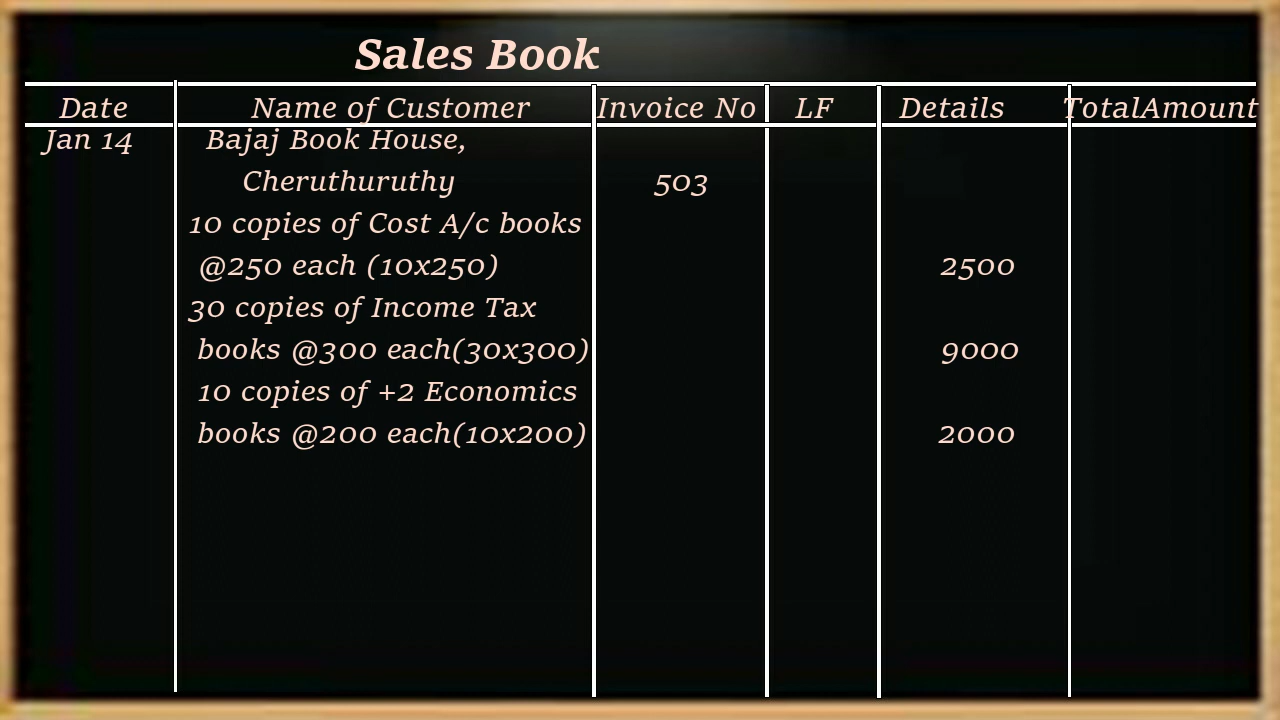 Sales Book
Date Name of Customer Invoice No LF Details TotalAmount
Jan 14 Bajaj Book House,
Cheruthuruthy 503
10 copies of Cost A/c books
@250 each (10x250) 2500
30 copies of Income Tax
books @300 each(30x300) 9000
10 copies of +2 Economics
books @200 each(10x200) 2000